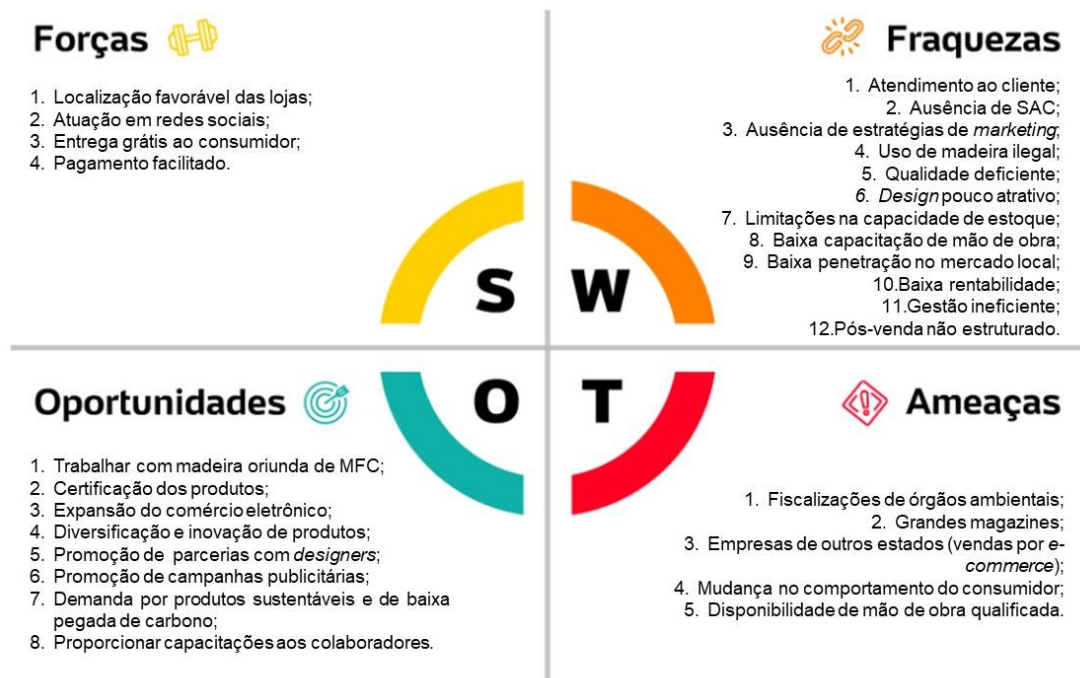 Forças
1. Localização favorável das lojas;
2. Atuação em redes sociais;
3. Entrega grátis ao consumidor;
4. Pagamento facilitado.
Fraquezas
1. Atendimento ao cliente;
2. Ausência de SAC;
3. Ausência de estratégias de marketing;
4. Uso de madeira ilegal;
5. Qualidade deficiente;
6. Design pouco atrativo;
7. Limitações na capacidade de estoque;
8. Baixa capacitação de mão de obra;
9. Baixa penetração no mercado local;
10.Baixa rentabilidade;
11.Gestão ineficiente;
12.Pós-venda não estruturado.
S W
O T
Oportunidades
1. Trabalhar com madeira oriunda de MFC;
2. Certificação dos produtos;
3. Expansão do comércio eletrônico;
4. Diversificação e inovação de produtos;
5. Promoção de parcerias com designers;
6. Promoção de campanhas publicitárias;
7. Demanda por produtos sustentáveis e de baixa
pegada de carbono;
8. Proporcionar capacitações aos colaboradores.
Ameaças
1. Fiscalizações de órgãos ambientais;
2. Grandes magazines;
3. Empresas de outros estados (vendas por e-
commerce);
4. Mudança no comportamento do consumidor;
5. Disponibilidade de mão de obra qualificada.